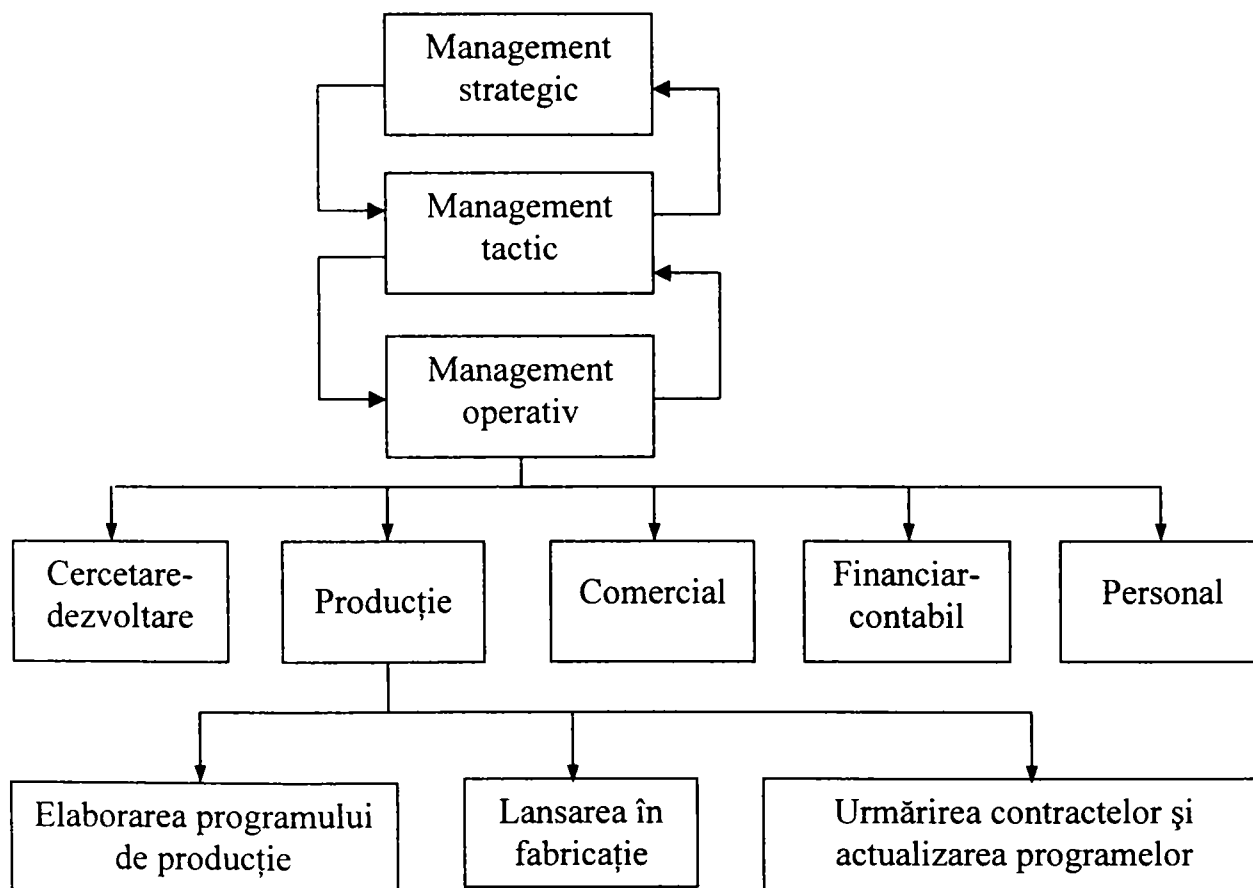 Management
strategic
Management
tactic
Management
operativ
Cercetare-
dezvoltare
Producție
Comercial
Financiar-
contabil
Personal
Elaborarea programului
de producție
Lansarea în
fabricație
Urmărirea contractelor şi
actualizarea programelor